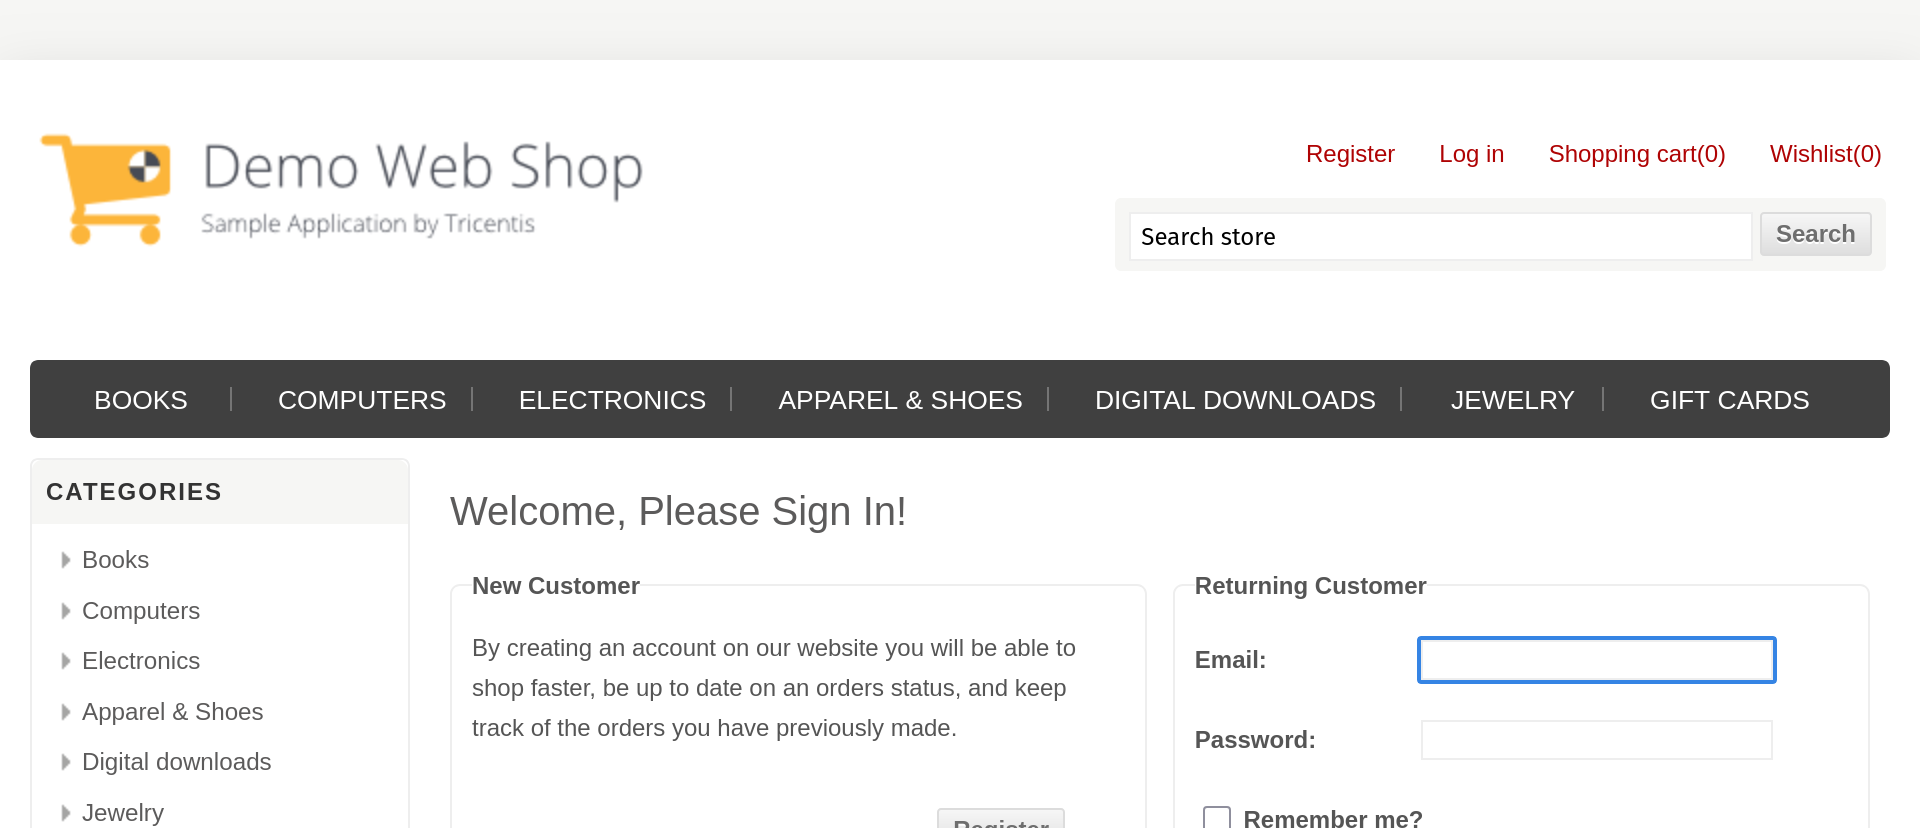 Demo Web Shop
Sample Application by Tricentis
Register Log in Shopping cart(0) Wishlist(0)
Search store Search
BOOKS COMPUTERS ELECTRONICS APPAREL & SHOES DIGITAL DOWNLOADS JEWELRY GIFT CARDS
CATEGORIES
Books
Computers
Electronics
Apparel & Shoes
Digital downloads
Jewelry
Welcome, Please Sign In!
New Customer
By creating an account on our website you will be able to
shop faster, be up to date on an orders status, and keep
track of the orders you have previously made.
Register
Returning Customer
Email:
Password:
Remember me?